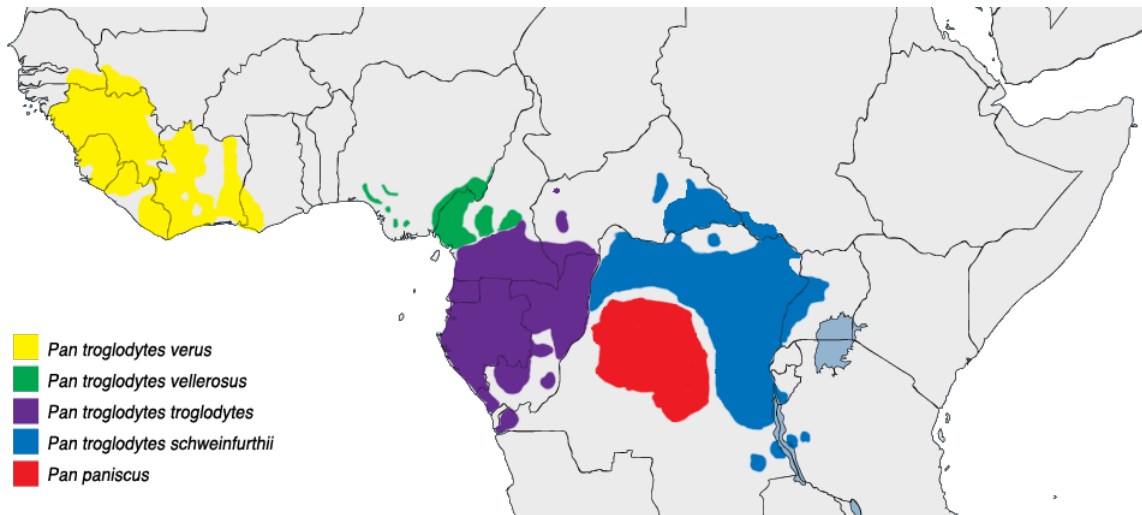 Pan troglodytes verus
Pan troglodytes vellerosus
Pan troglodytes troglodytes
Pan troglodytes schweinfurthii
Pan paniscus